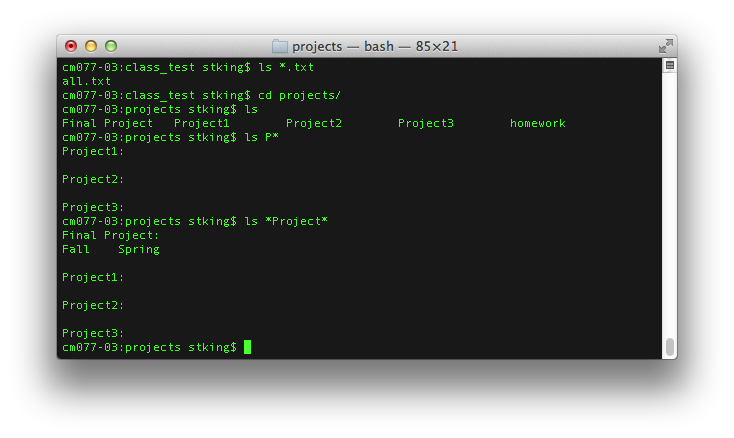 projects — bash — 85×21
cm077-03:class_test stking$ ls *.txt
all.txt
cm077-03:class_test stking$ cd projects/
cm077-03:projects stking$ ls
Final Project   Project1        Project2        Project3        homework
cm077-03:projects stking$ ls P*
Project1:

Project2:

Project3:
cm077-03:projects stking$ ls *Project*
Final Project:
Fall    Spring

Project1:

Project2:

Project3:
cm077-03:projects stking$